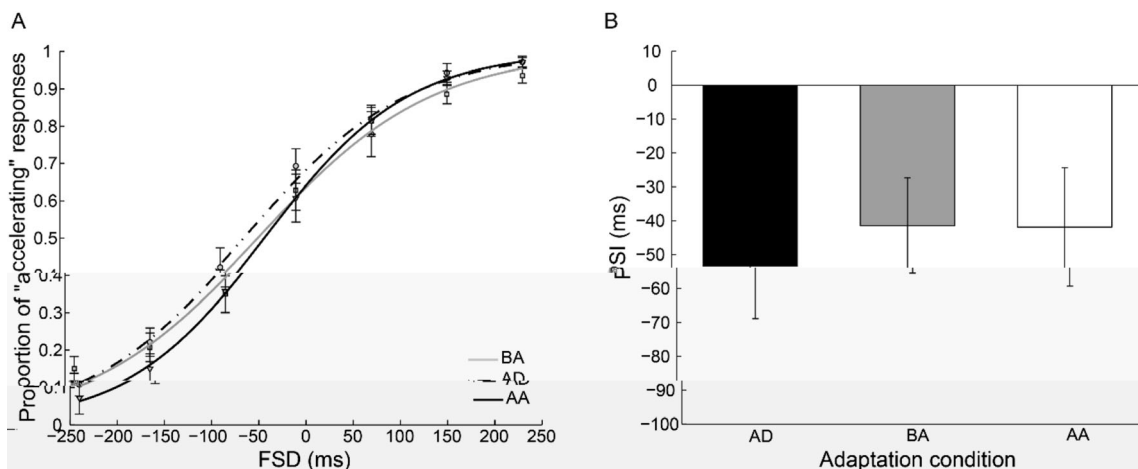 A
Proportion of "accelerating" responses
1
0.9
0.8
0.7
0.6
0.5
0.4
0.3
0.2
0.1
0
−250 −200 −150 −100 −50 0 50 100 150 200 250
FSD (ms)
BA
AD
AA
B
PSI (ms)
10
0
−10
−20
−30
−40
−50
−60
−70
−80
−90
−100
AD BA AA
Adaptation condition